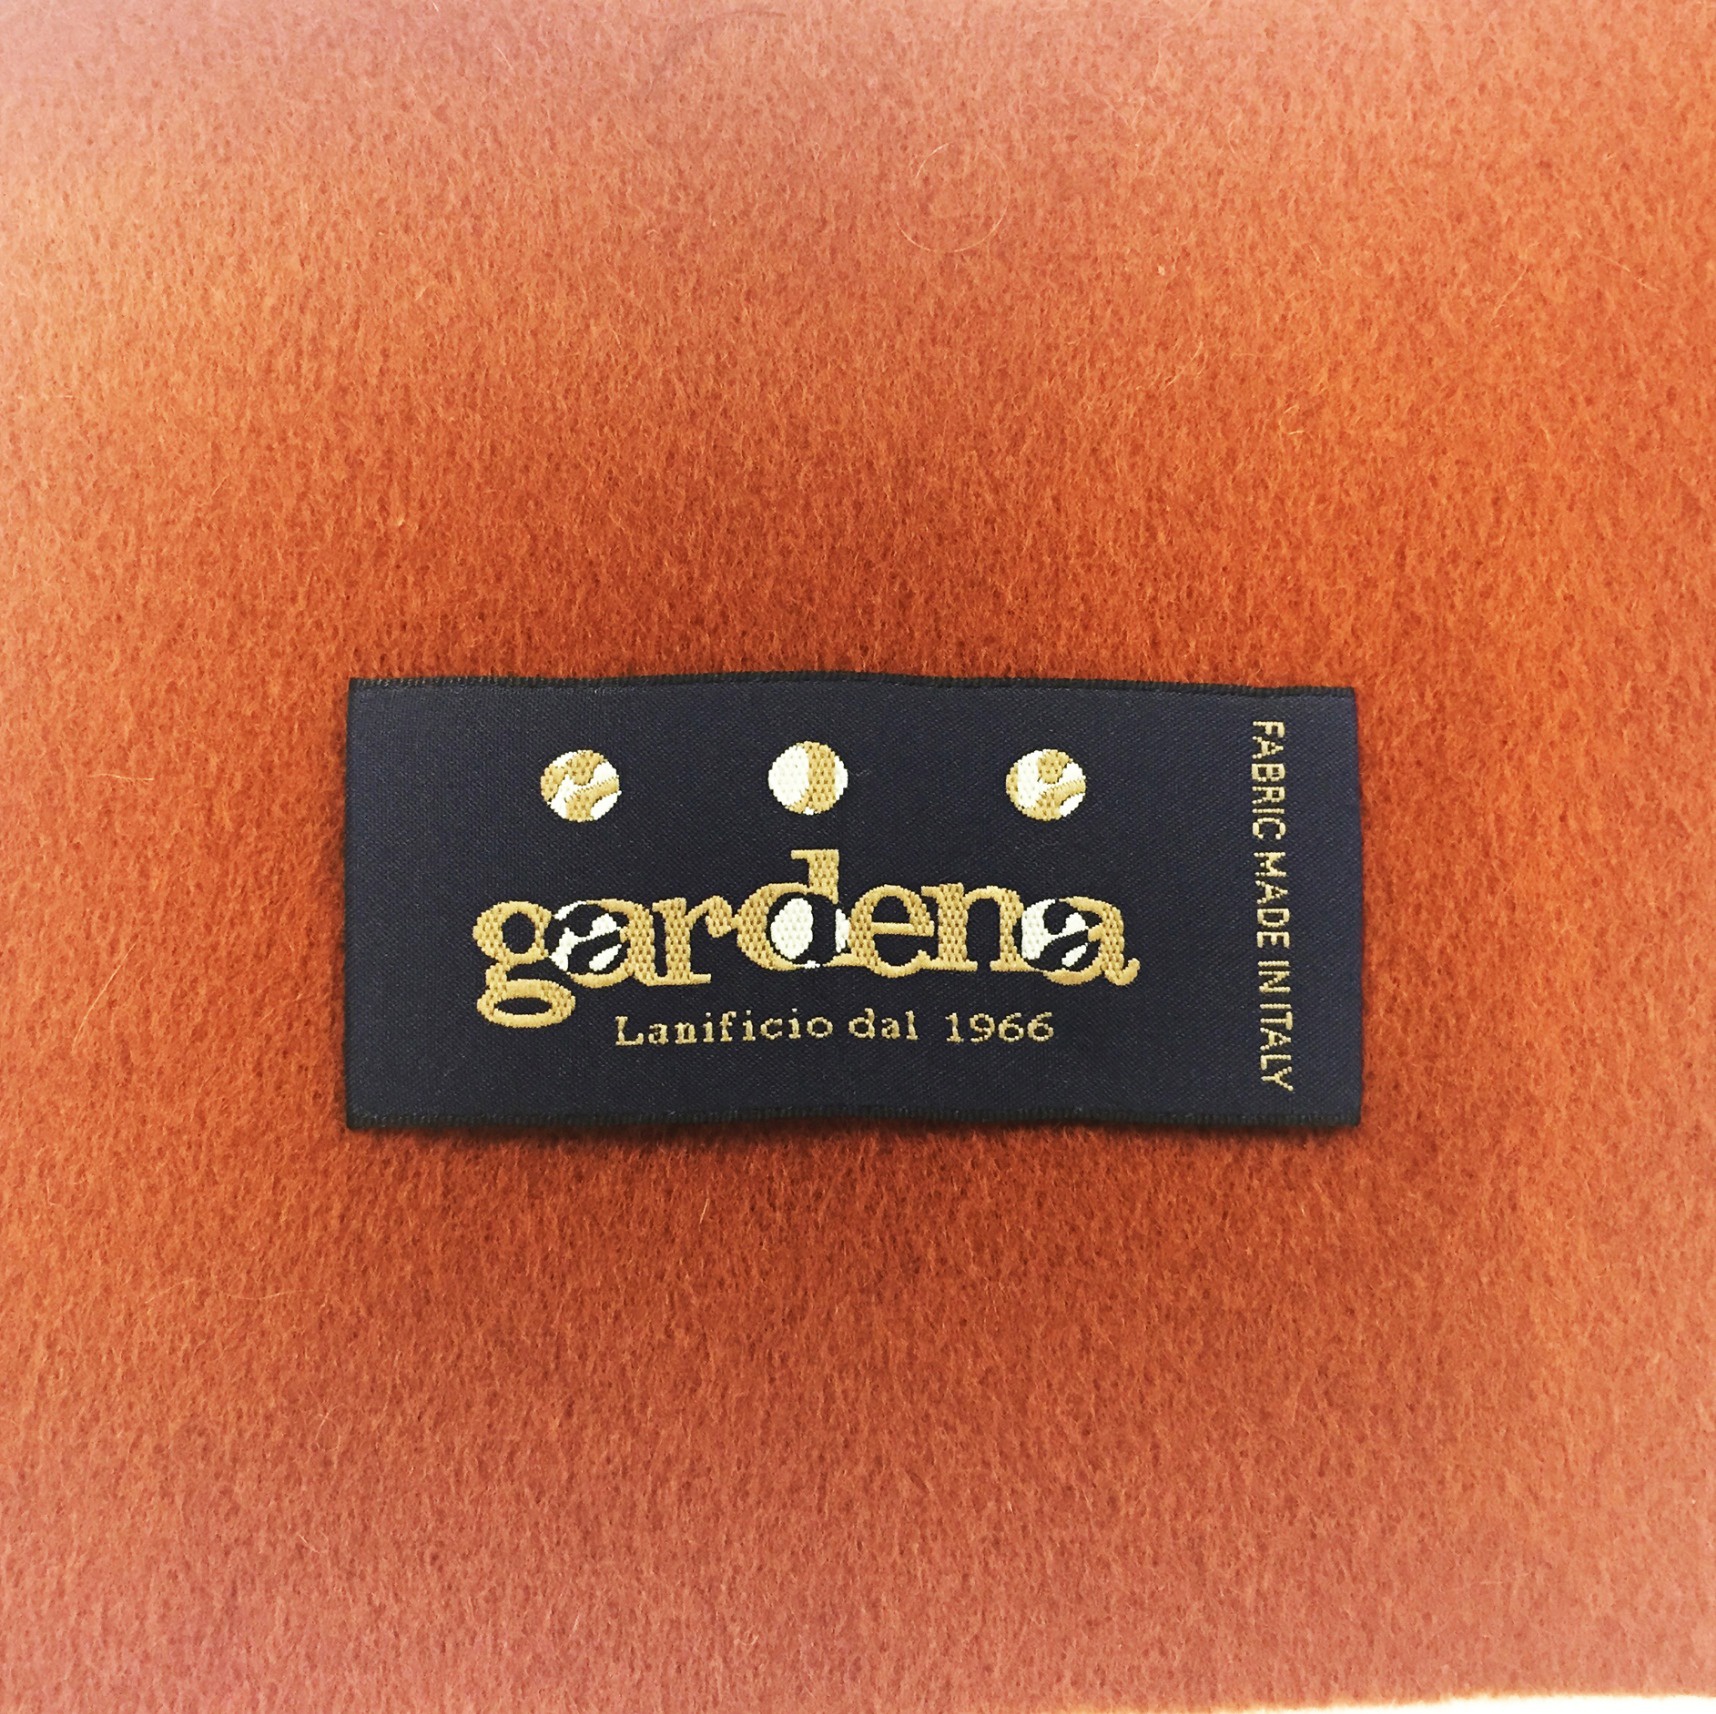 gardena
Lanificio dal 1966
FABRIC MADE IN ITALY